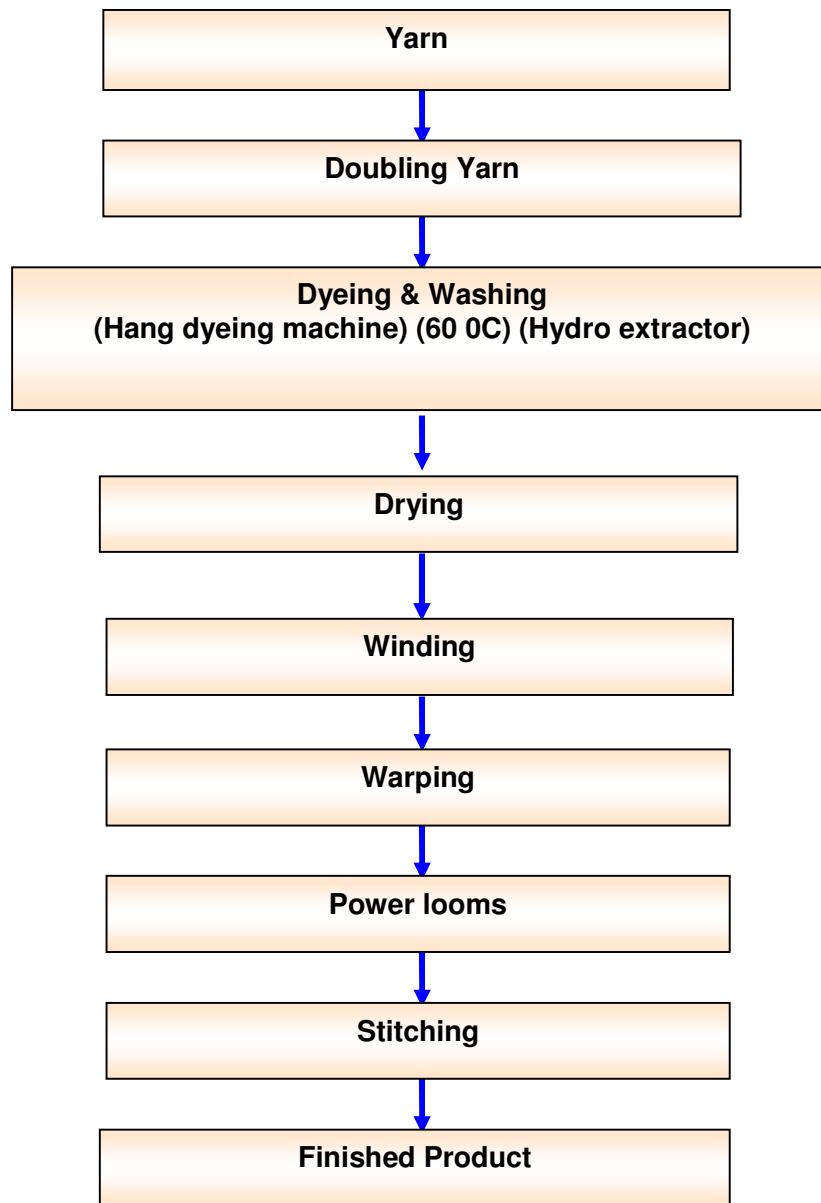 Yarn
Doubling Yarn
Dyeing & Washing
(Hang dyeing machine) (60 0C) (Hydro extractor)
Drying
Winding
Warping
Power looms
Stitching
Finished Product